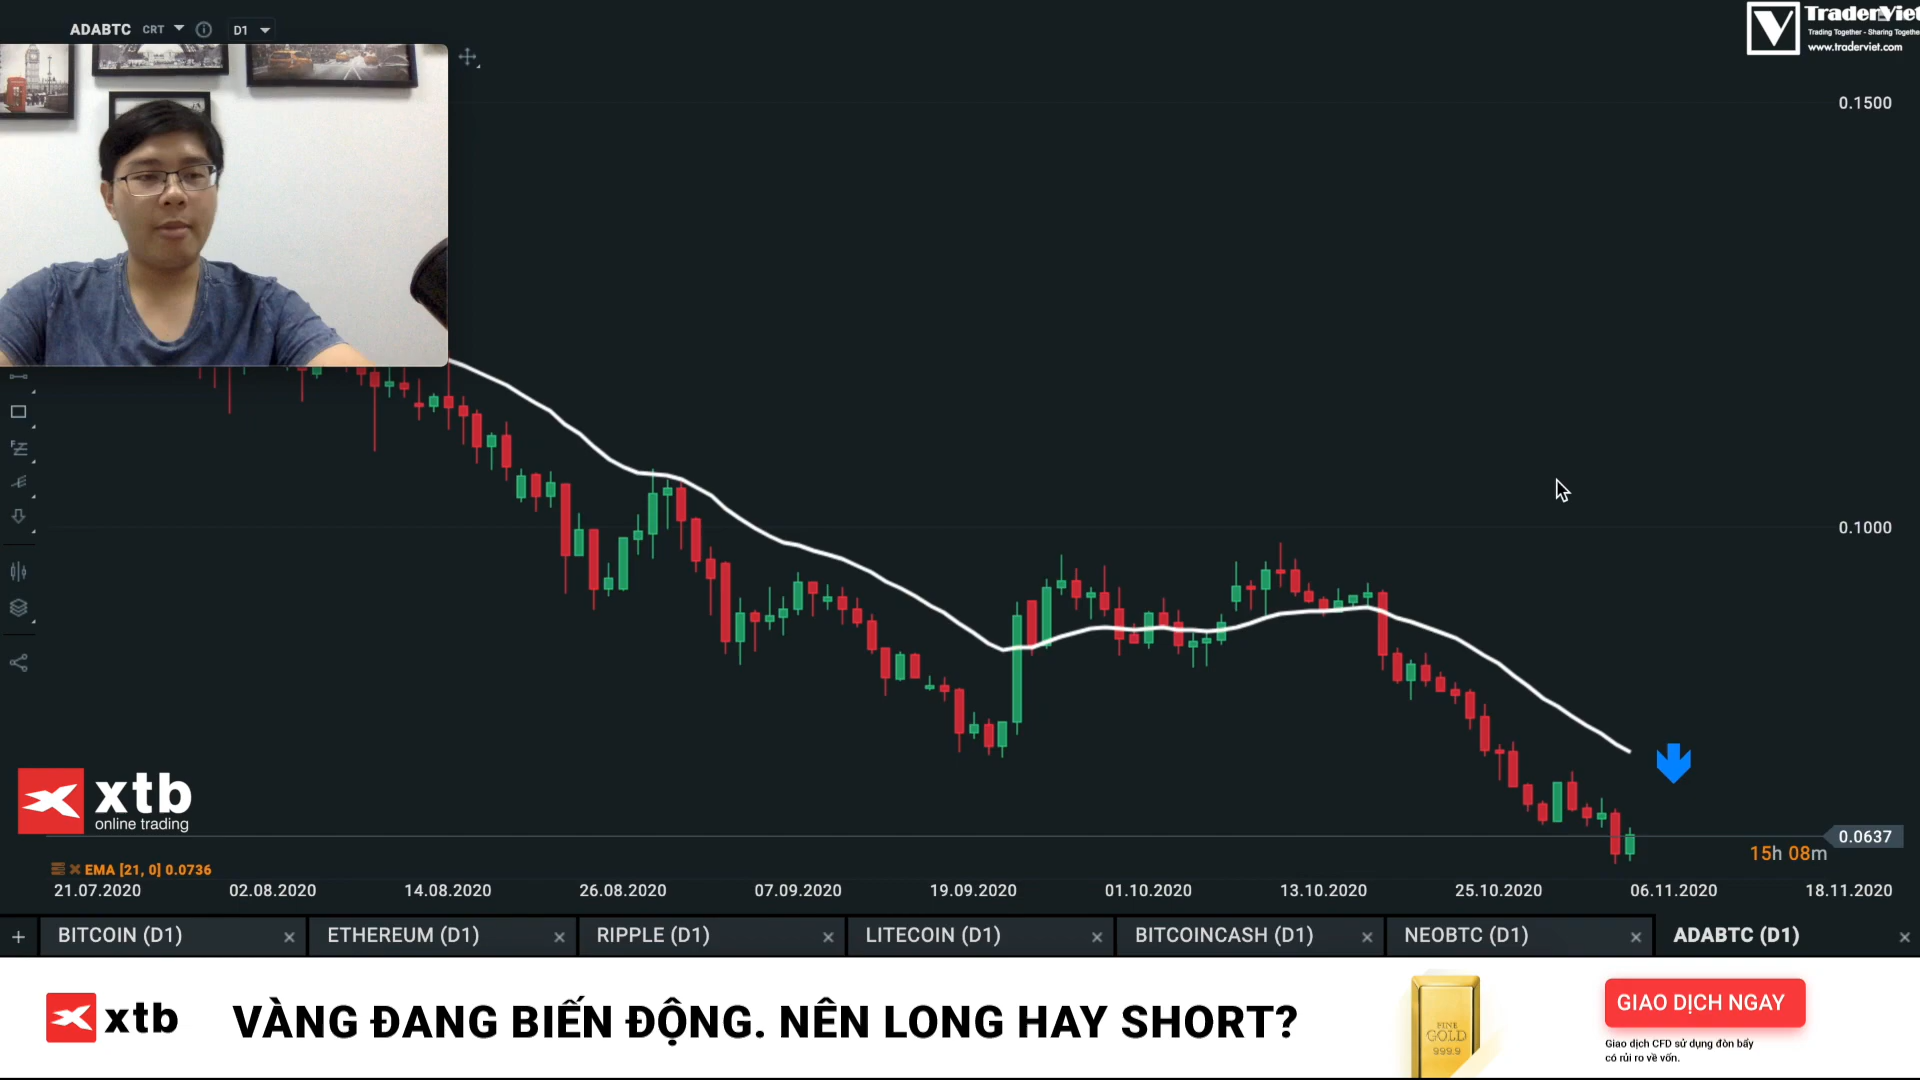 ADABTC CRT D1
TraderViet
Trading Together - Sharing Together
www.traderviet.com
0.1500
0.1000
xtb
online trading
0.0637
15h 08m
EMA [21, 0] 0.0736
21.07.2020 02.08.2020 14.08.2020 26.08.2020 07.09.2020 19.09.2020 01.10.2020 13.10.2020 25.10.2020 06.11.2020 18.11.2020
BITCOIN (D1) ETHEREUM (D1) RIPPLE (D1) LITECOIN (D1) BITCOINCASH (D1) NEOBTC (D1) ADABTC (D1)
xtb
VÀNG ĐANG BIẾN ĐỘNG. NÊN LONG HAY SHORT?
FINE
GOLD
999.9
GIAO DỊCH NGAY
Giao dịch CFD sử dụng đòn bẩy
có rủi ro về vốn.